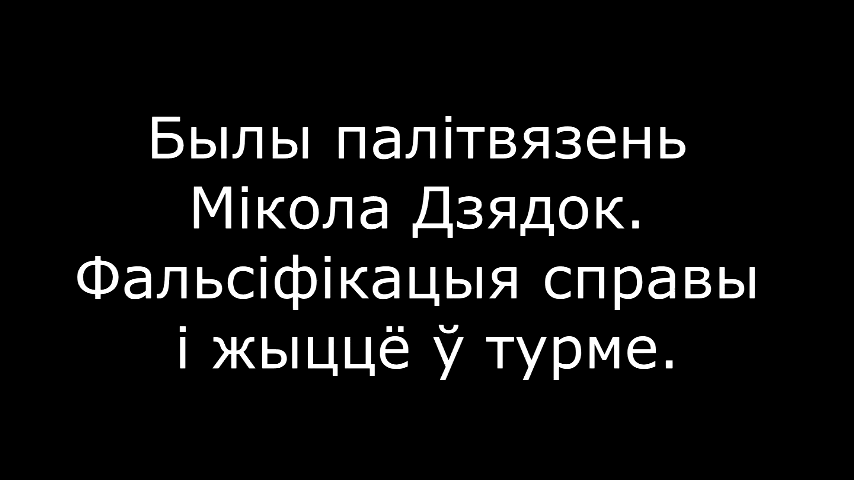 Былы палітвязень
Мікола Дзядок.
Фальсіфікацыя справы
і жыццё ў турме.